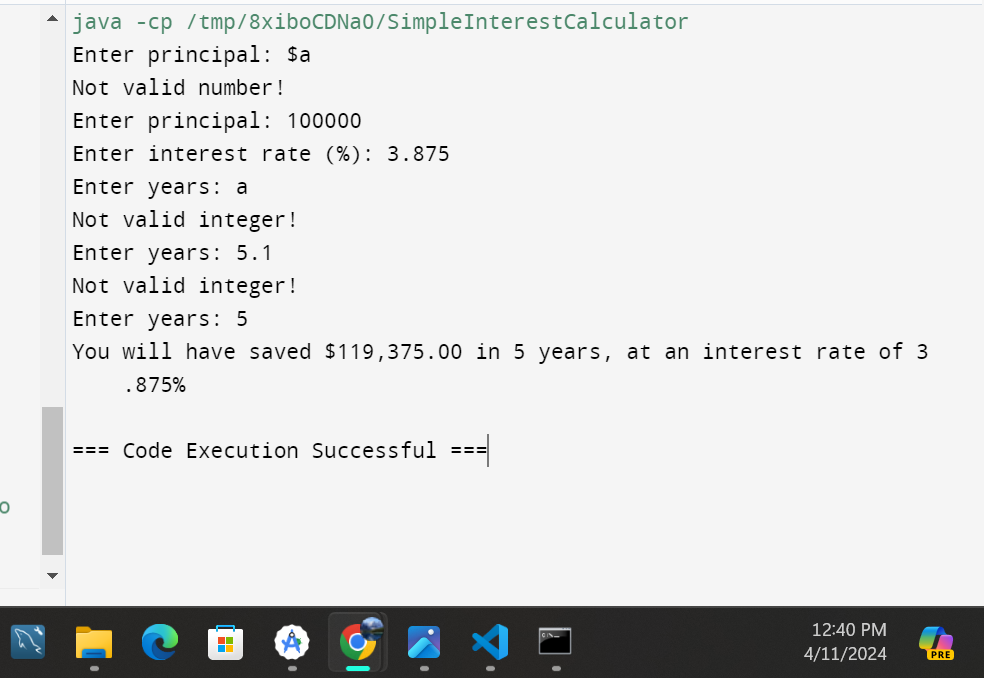 java -cp /tmp/8xiboCDNaO/SimpleInterestCalculator
Enter principal: $a
Not valid number!
Enter principal: 100000
Enter interest rate (%): 3.875
Enter years: a
Not valid integer!
Enter years: 5.1
Not valid integer!
Enter years: 5
You will have saved $119,375.00 in 5 years, at an interest rate of 3
.875%
=== Code Execution Successful ===
o
12:40 PM
4/11/2024
PRE